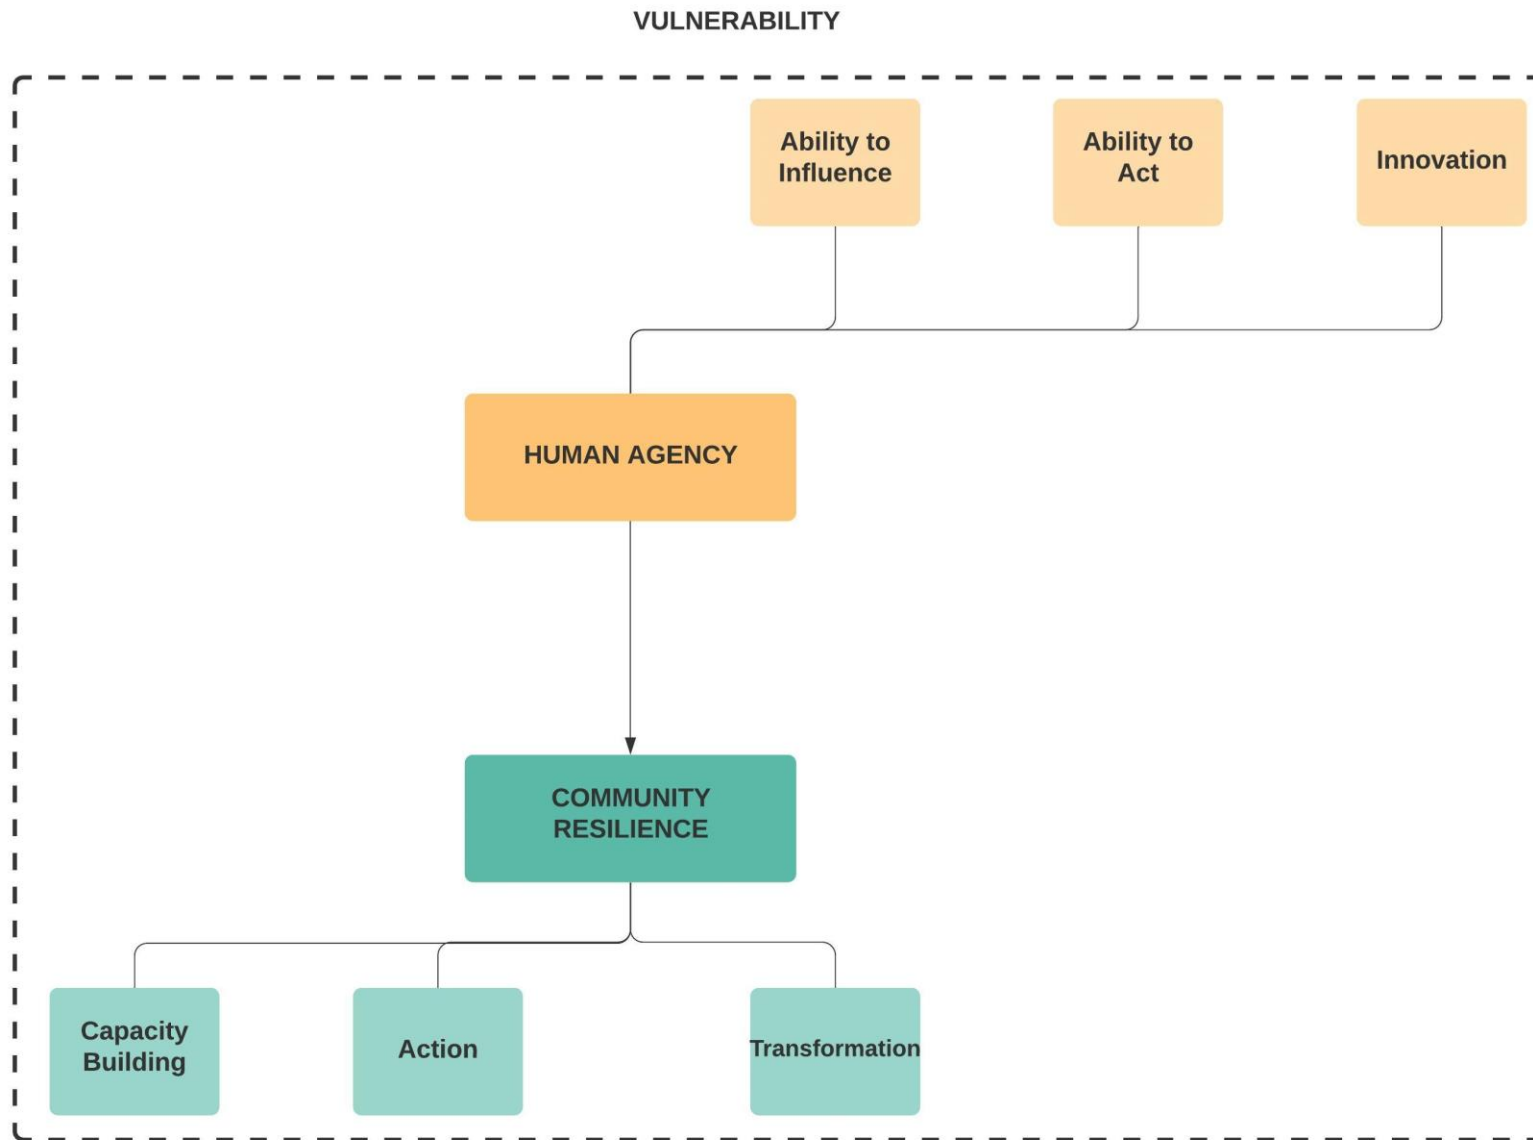 VULNERABILITY
Ability to
Influence
Ability to
Act
Innovation
HUMAN AGENCY
COMMUNITY
RESILIENCE
Capacity
Building
Action
Transformation